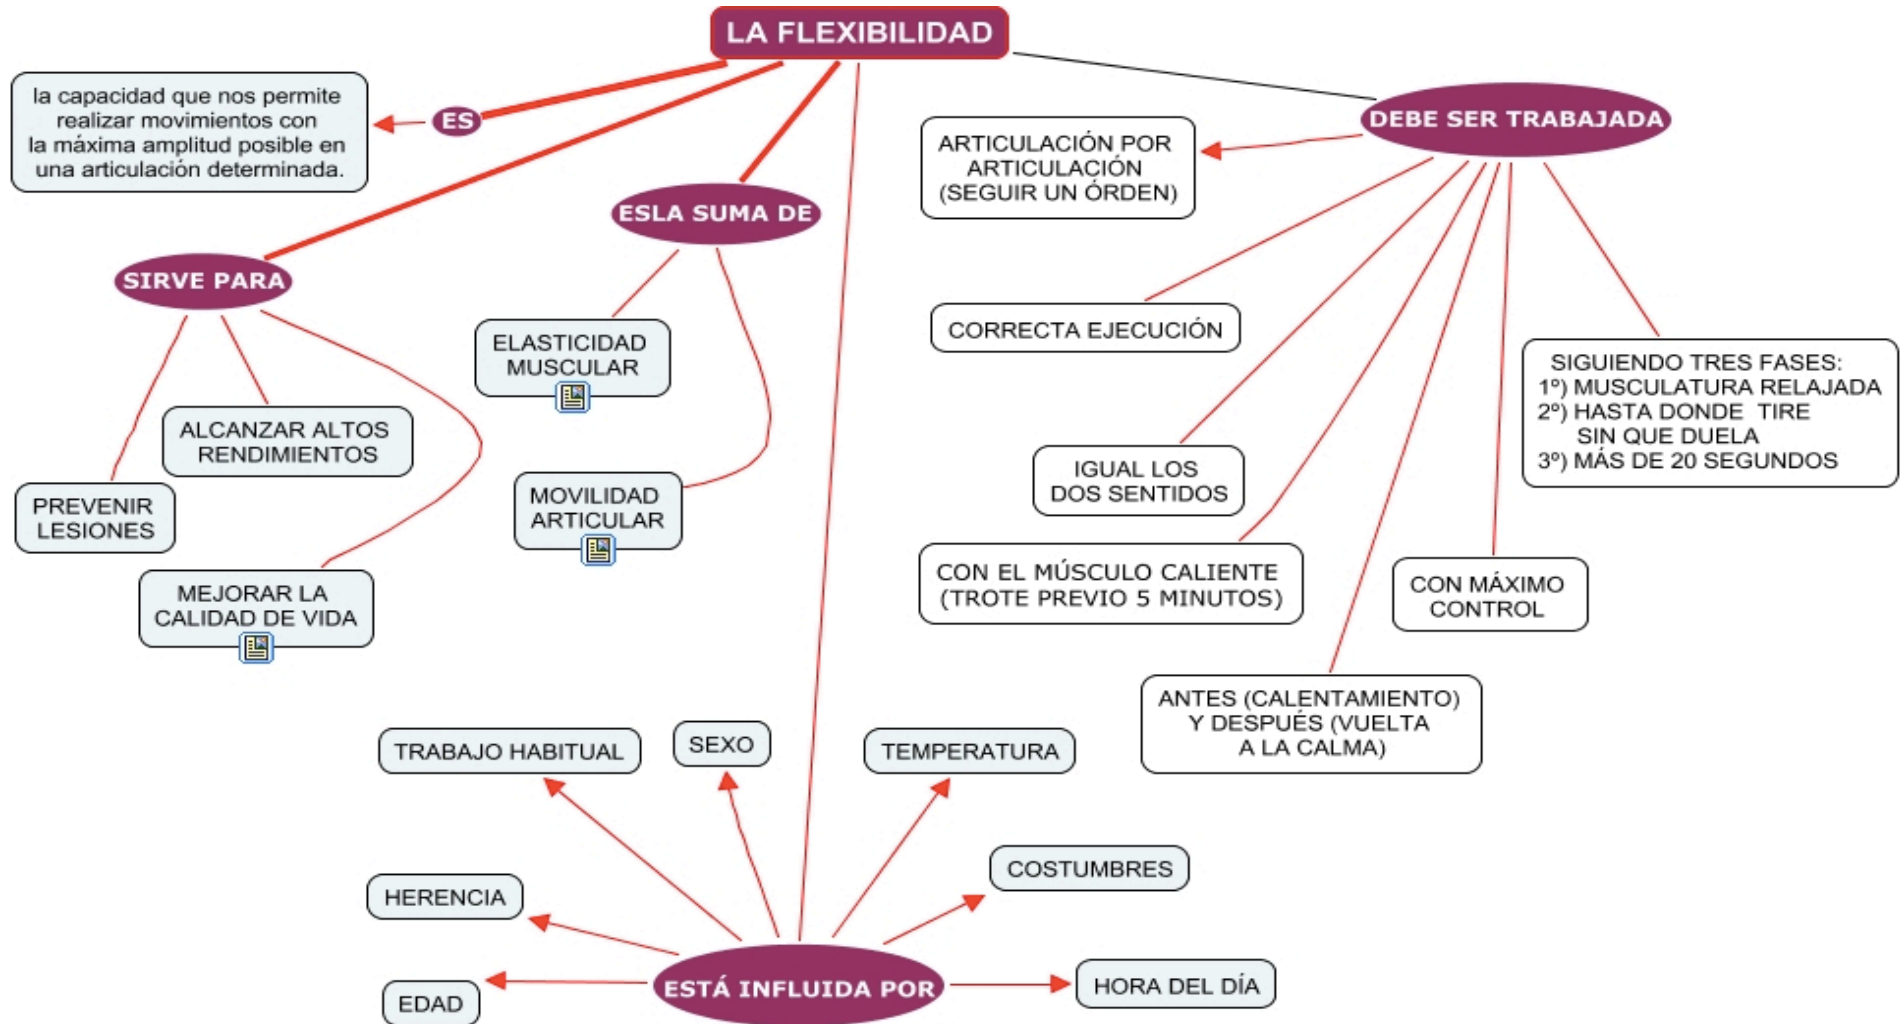 LA FLEXIBILIDAD
la capacidad que nos permite
realizar movimientos con
la máxima amplitud posible en
una articulación determinada.
ES
DEBE SER TRABAJADA
ARTICULACIÓN POR
ARTICULACIÓN
(SEGUIR UN ÓRDEN)
ESLA SUMA DE
SIRVE PARA
ELASTICIDAD
MUSCULAR
CORRECTA EJECUCIÓN
SIGUIENDO TRES FASES:
1º) MUSCULATURA RELAJADA
2º) HASTA DONDE TIRE
SIN QUE DUELA
3º) MÁS DE 20 SEGUNDOS
ALCANZAR ALTOS
RENDIMIENTOS
IGUAL LOS
DOS SENTIDOS
PREVENIR
LESIONES
MOVILIDAD
ARTICULAR
MEJORAR LA
CALIDAD DE VIDA
CON EL MÚSCULO CALIENTE
(TROTE PREVIO 5 MINUTOS)
CON MÁXIMO
CONTROL
ANTES (CALENTAMIENTO)
Y DESPUÉS (VUELTA
A LA CALMA)
TRABAJO HABITUAL
SEXO
TEMPERATURA
HERENCIA
COSTUMBRES
EDAD
ESTÁ INFLUIDA POR
HORA DEL DÍA